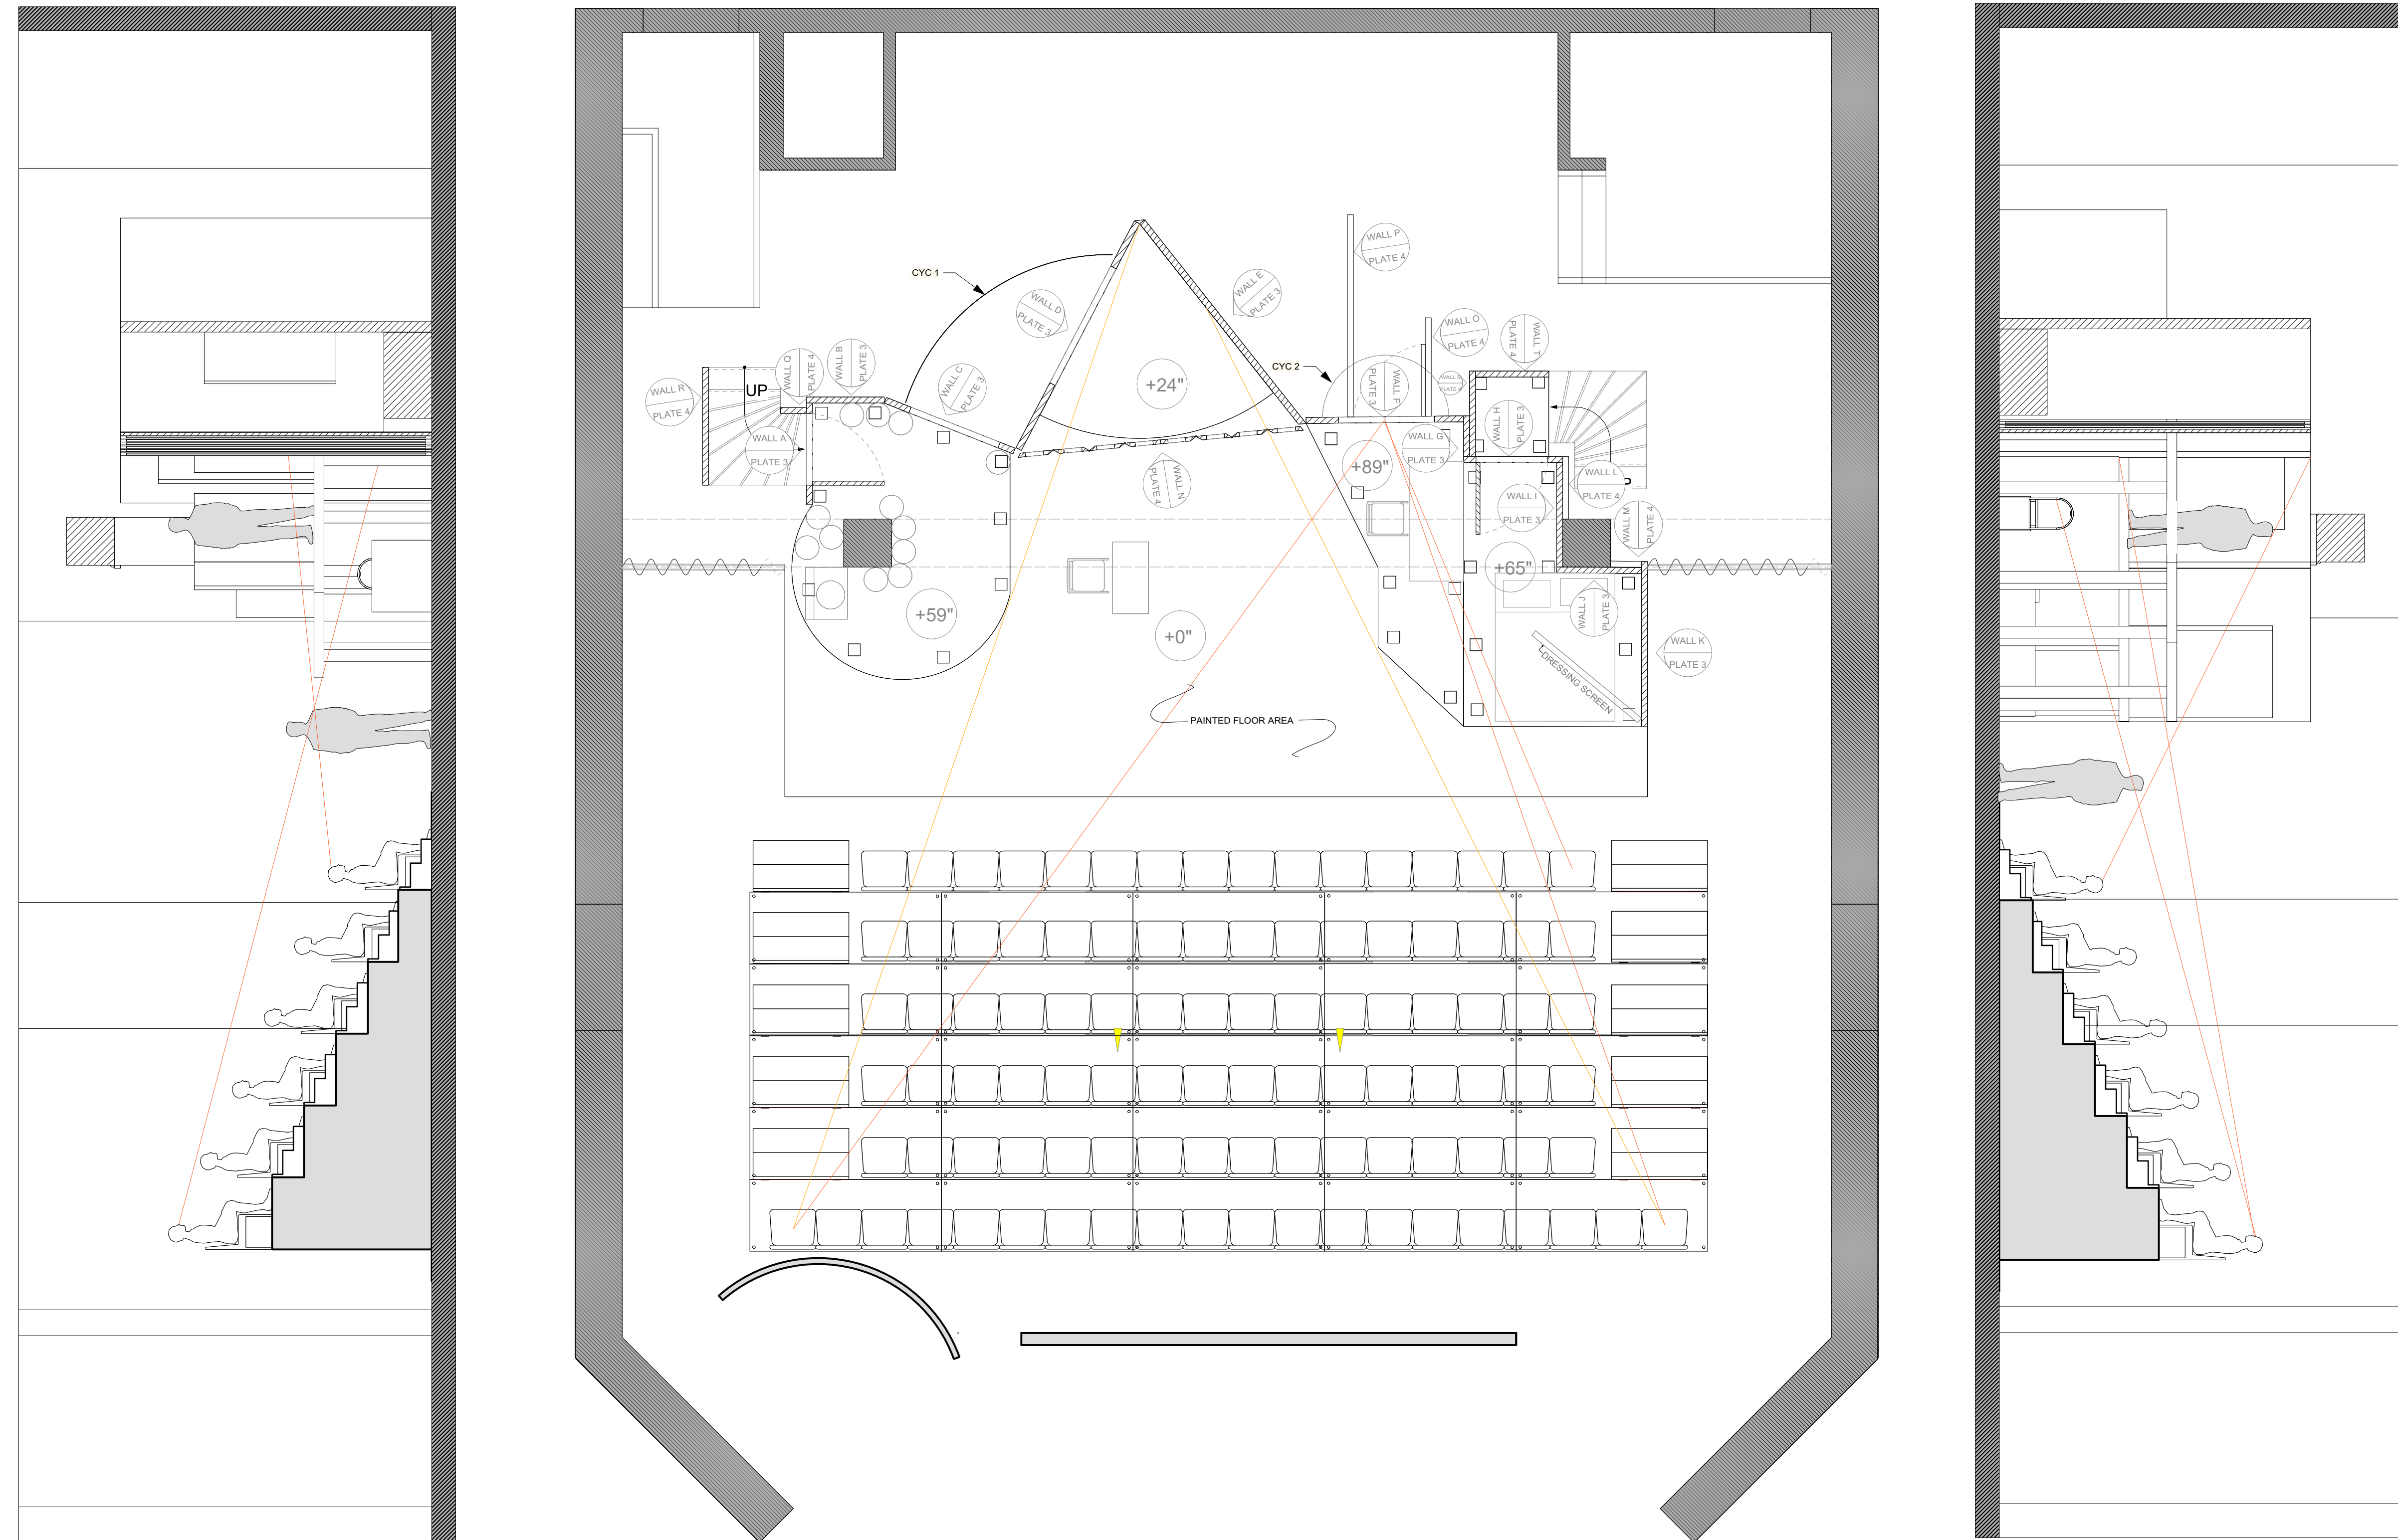 WALL P
PLATE 4
CYC 1
WALL D
PLATE 3
WALL E
PLATE 3
WALL O
PLATE 4
WALL T
PLATE 4
WALL Q
PLATE 4
WALL B
PLATE 3
CYC 2
WALL R
PLATE 4
UP
WALL C
PLATE 3
+24"
WALL F
PLATE 3
PLATE 4
WALL H
PLATE 3
WALL A
PLATE 3
WALL G
PLATE 3
+89"
WALL N
PLATE 4
WALL L
PLATE 4
P
WALL I
PLATE 3
WALL M
PLATE 4
+65"
+59"
+0"
WALL J
PLATE 3
WALL K
PLATE 3
DRESSING SCREEN
PAINTED FLOOR AREA